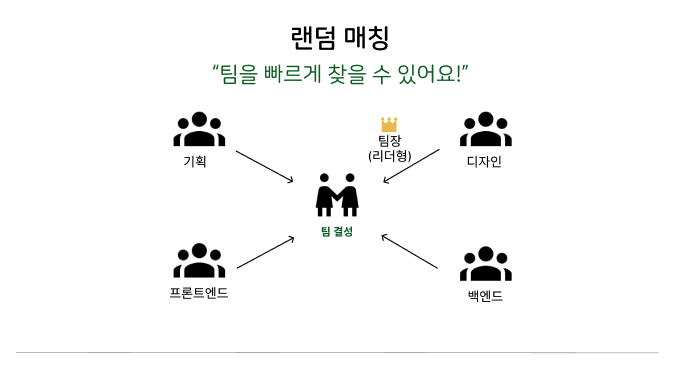 랜덤 매칭
“팀을 빠르게 찾을 수 있어요!”
팀장
(리더형)
기획
디자인
팀 결성
프론트엔드
백엔드